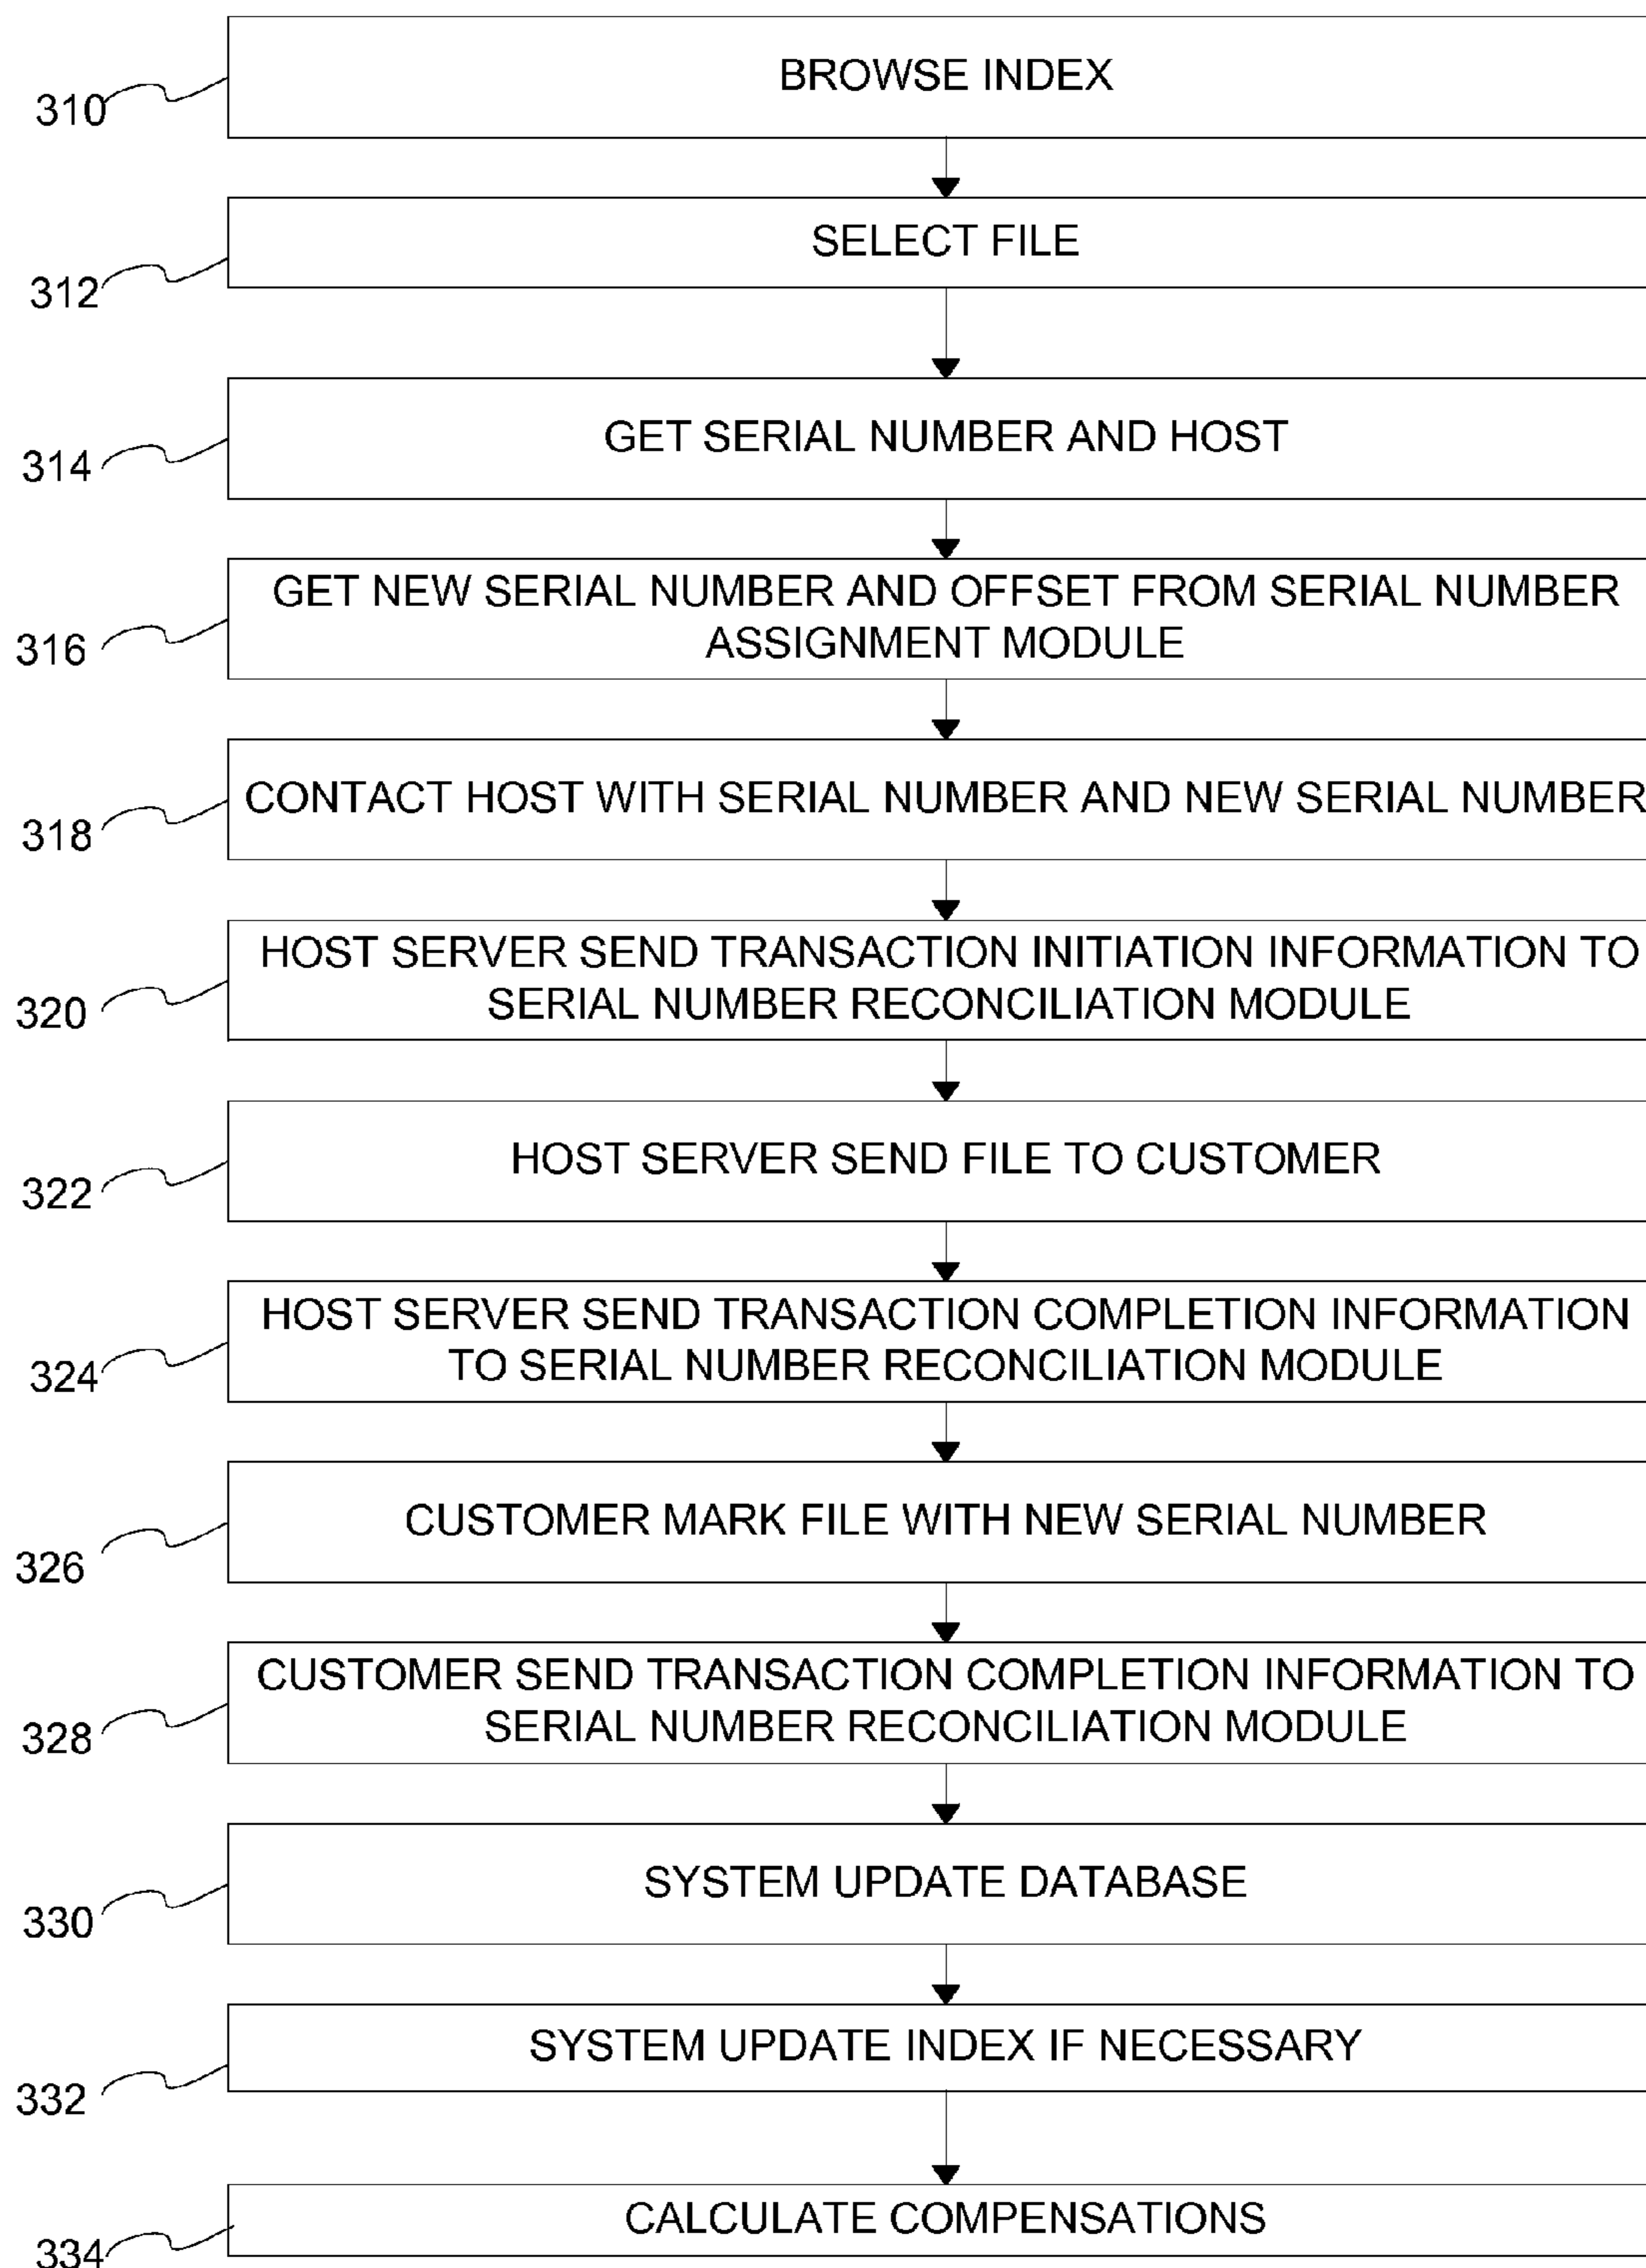 BROWSE INDEX
310
SELECT FILE
312
GET SERIAL NUMBER AND HOST
314
GET NEW SERIAL NUMBER AND OFFSET FROM SERIAL NUMBER
ASSIGNMENT MODULE
316
CONTACT HOST WITH SERIAL NUMBER AND NEW SERIAL NUMBER
318
HOST SERVER SEND TRANSACTION INITIATION INFORMATION TO
SERIAL NUMBER RECONCILIATION MODULE
320
HOST SERVER SEND FILE TO CUSTOMER
322
HOST SERVER SEND TRANSACTION COMPLETION INFORMATION
TO SERIAL NUMBER RECONCILIATION MODULE
324
CUSTOMER MARK FILE WITH NEW SERIAL NUMBER
326
CUSTOMER SEND TRANSACTION COMPLETION INFORMATION TO
SERIAL NUMBER RECONCILIATION MODULE
328
SYSTEM UPDATE DATABASE
330
SYSTEM UPDATE INDEX IF NECESSARY
332
CALCULATE COMPENSATIONS
334